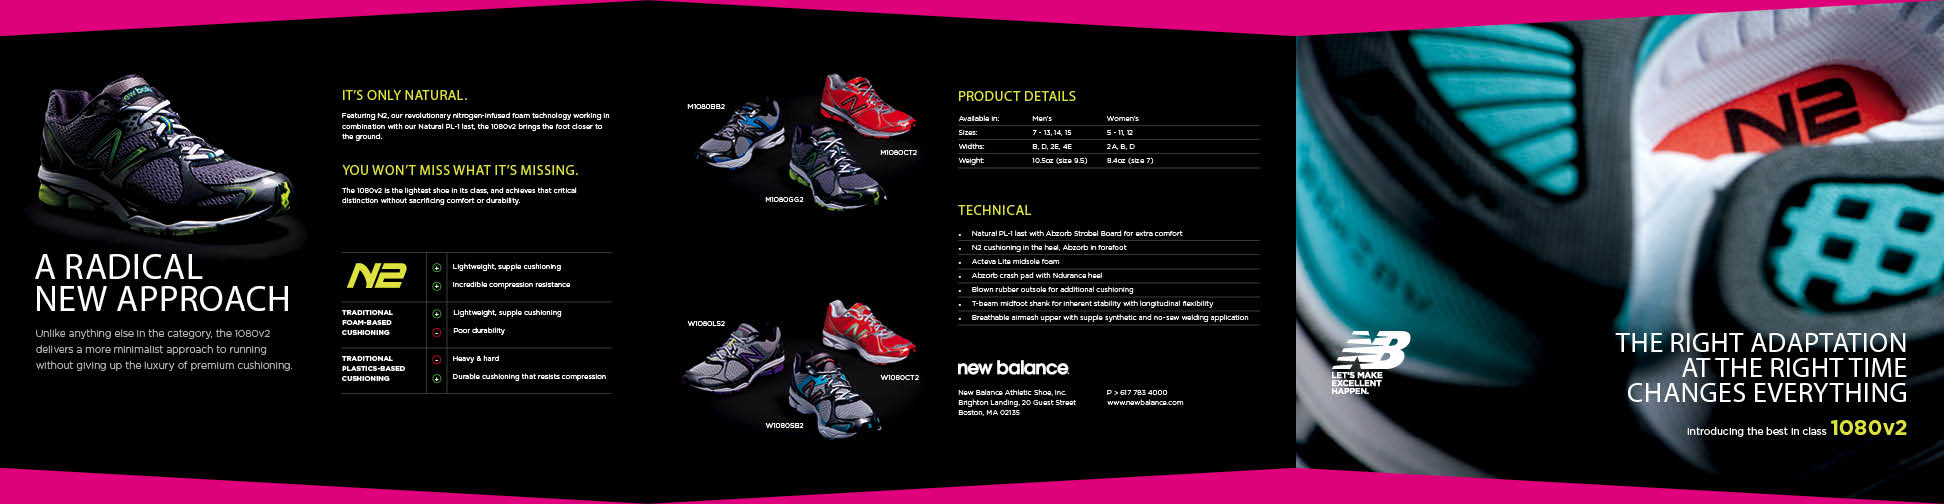 A RADICAL
NEW APPROACH
Unlike anything else in the category, the 1080v2
delivers a more minimalist approach to running
without giving up the luxury of premium cushioning.
IT'S ONLY NATURAL.
Featuring N2, our revolutionary nitrogen-infused foam technology working in
combination with our Natural PL-1 last, the 1080v2 brings the foot closer to
the ground.
YOU WON'T MISS WHAT IT'S MISSING.
The 1080v2 is the lightest shoe in its class, and achieves that critical
distinction without sacrificing comfort or durability.
N2
+ Lightweight, supple cushioning
+ Incredible compression resistance
TRADITIONAL
FOAM-BASED
CUSHIONING
+ Lightweight, supple cushioning
- Poor durability
TRADITIONAL
PLASTICS-BASED
CUSHIONING
- Heavy & hard
+ Durable cushioning that resists compression
M1080BB2
M1080CT2
M1080GG2
W1080LS2
W1080CT2
W1080SB2
PRODUCT DETAILS
Available in: Men's Women's
Sizes: 7 - 13, 14, 15 5 - 11, 12
Widths: B, D, 2E, 4E 2A, B, D
Weight: 10.5oz (size 9.5) 8.4oz (size 7)
TECHNICAL
• Natural PL-1 last with Abzorb Strobel Board for extra comfort
• N2 cushioning in the heel, Abzorb in forefoot
• Acteva Lite midsole foam
• Abzorb crash pad with Ndurance heel
• Blown rubber outsole for additional cushioning
• T-beam midfoot shank for inherent stability with longitudinal flexibility
• Breathable airmesh upper with supple synthetic and no-sew welding application
new balance
New Balance Athletic Shoe, Inc. P > 617 783 4000
Brighton Landing, 20 Guest Street www.newbalance.com
Boston, MA 02135
N2
NB
LET'S MAKE
EXCELLENT
HAPPEN.
THE RIGHT ADAPTATION
AT THE RIGHT TIME
CHANGES EVERYTHING
introducing the best in class 1080v2